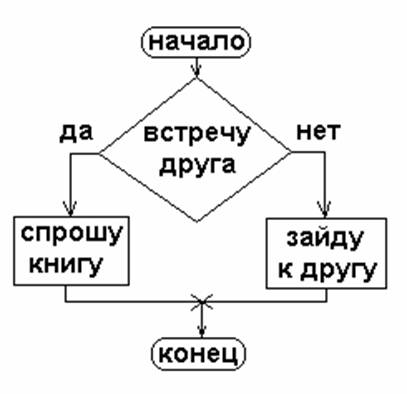 начало
да
встречу
друга
нет
спрошу
книгу
зайду
к другу
конец